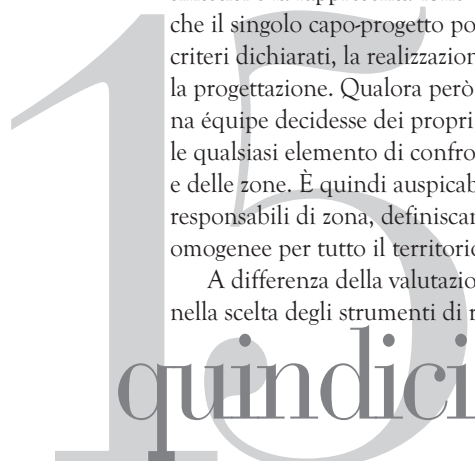 che il singolo capo-progetto po
criteri dichiarati, la realizzazion
la progettazione. Qualora però
na équipe decidesse dei propri
le qualsiasi elemento di confro
e delle zone. È quindi auspicab
responsabili di zona, definiscan
omogenee per tutto il territorio
A differenza della valutazio
nella scelta degli strumenti di r
15
quindici